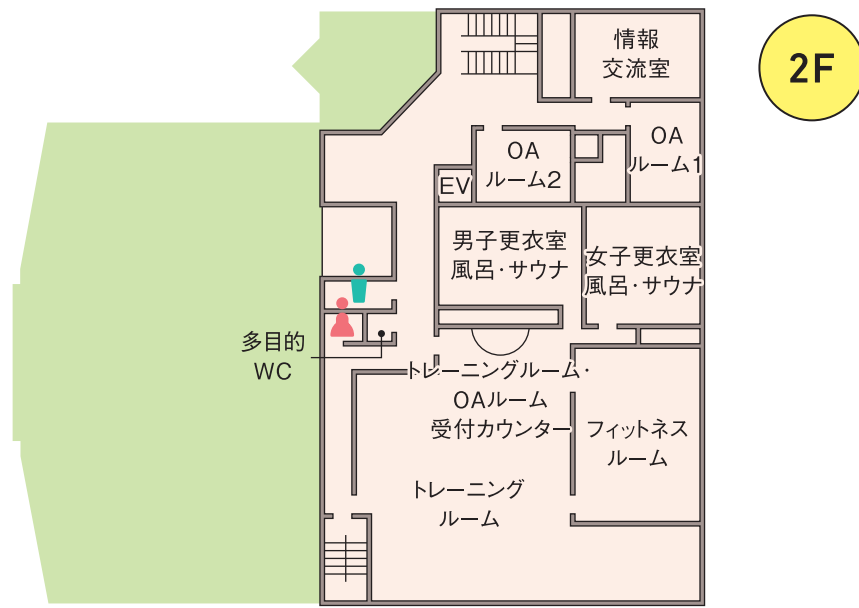 2F
情報
交流室
OA
ルーム1
OA
ルーム2
EV
男子更衣室
風呂・サウナ
女子更衣室
風呂・サウナ
多目的
WC
トレーニングルーム・
OAルーム
受付カウンター
フィットネス
ルーム
トレーニング
ルーム